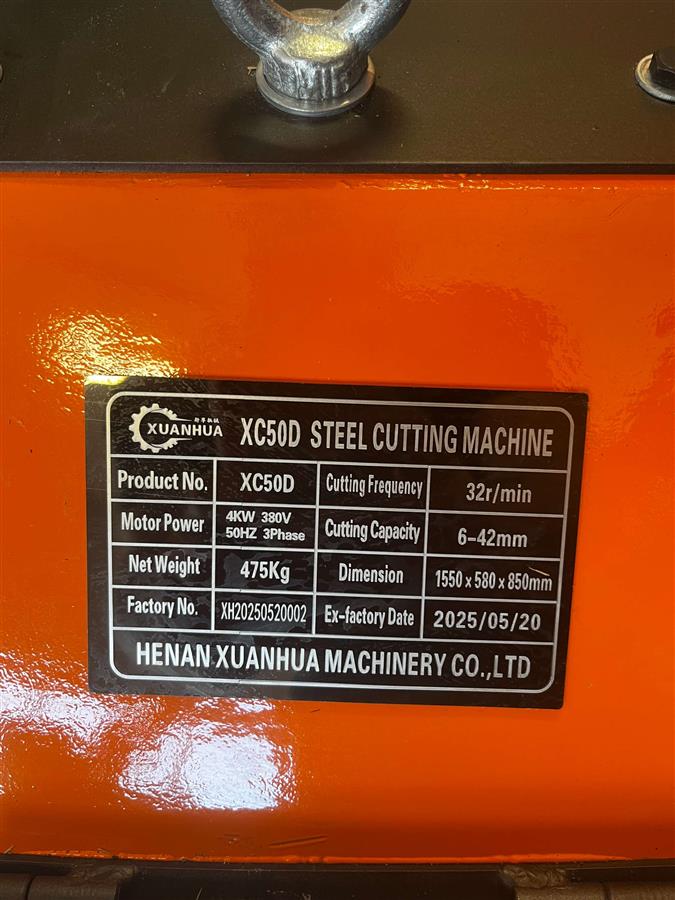 XUANHUA
XC50D STEEL CUTTING MACHINE
Product No. XC50D Cutting Frequency 32r/min
Motor Power 4KW 380V 50HZ 3Phase Cutting Capacity 6-42mm
Net Weight 475Kg Dimension 1550 x 580 x 850mm
Factory No. XH20250520002 Ex-factory Date 2025/05/20
HENAN XUANHUA MACHINERY CO.,LTD